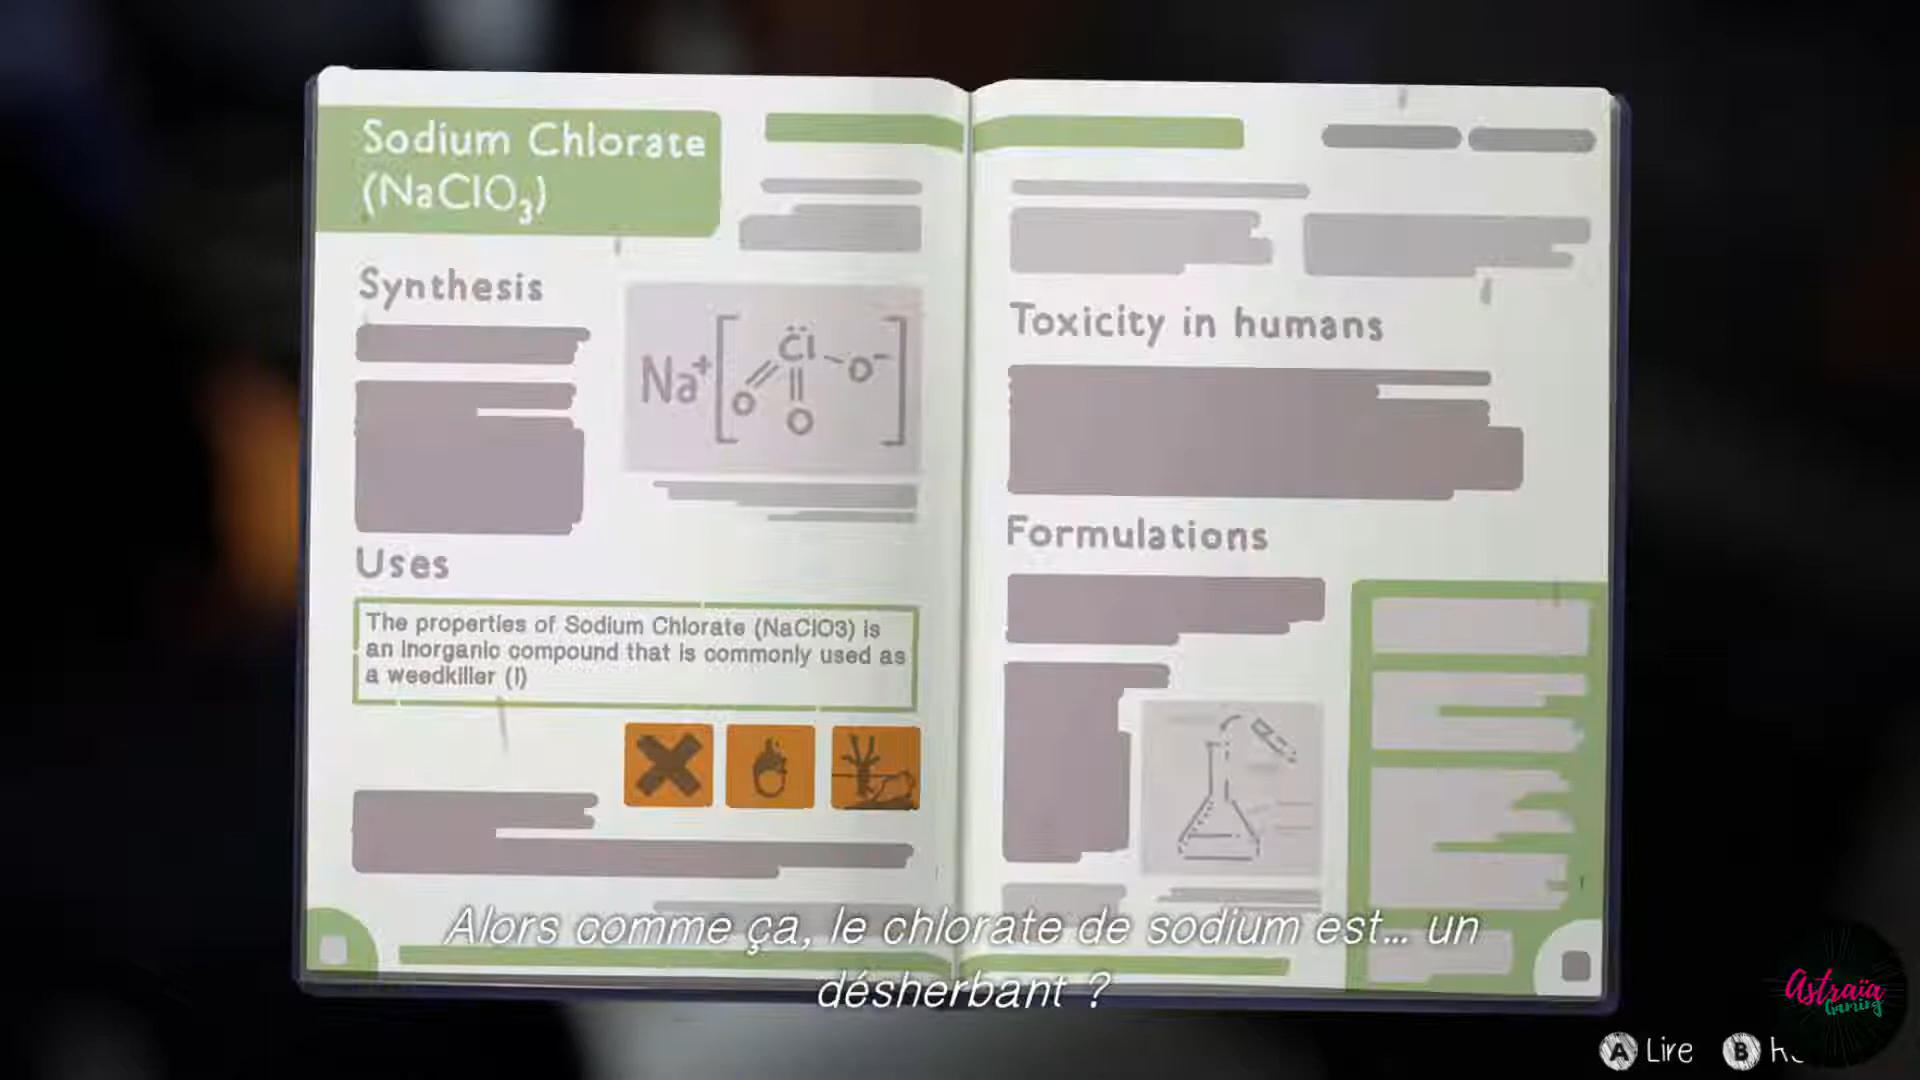 Sodium Chlorate
(NaClO₃)
Synthesis
Na⁺ [ O Cl O O⁻ ]
Uses
The properties of Sodium Chlorate (NaClO3) is
an inorganic compound that is commonly used as
a weedkiller (I)
Toxicity in humans
Formulations
Alors comme ça, le chlorate de sodium est... un
désherbant ?
Astraïa
Gaming
A Lire B